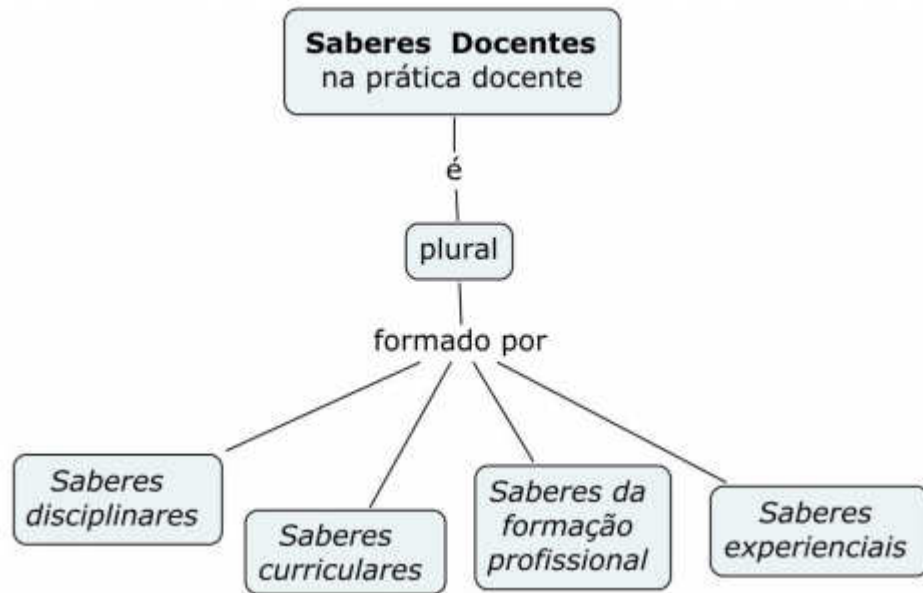 Saberes Docentes
na prática docente
é
plural
formado por
Saberes
disciplinares
Saberes
curriculares
Saberes da
formação
profissional
Saberes
experienciais